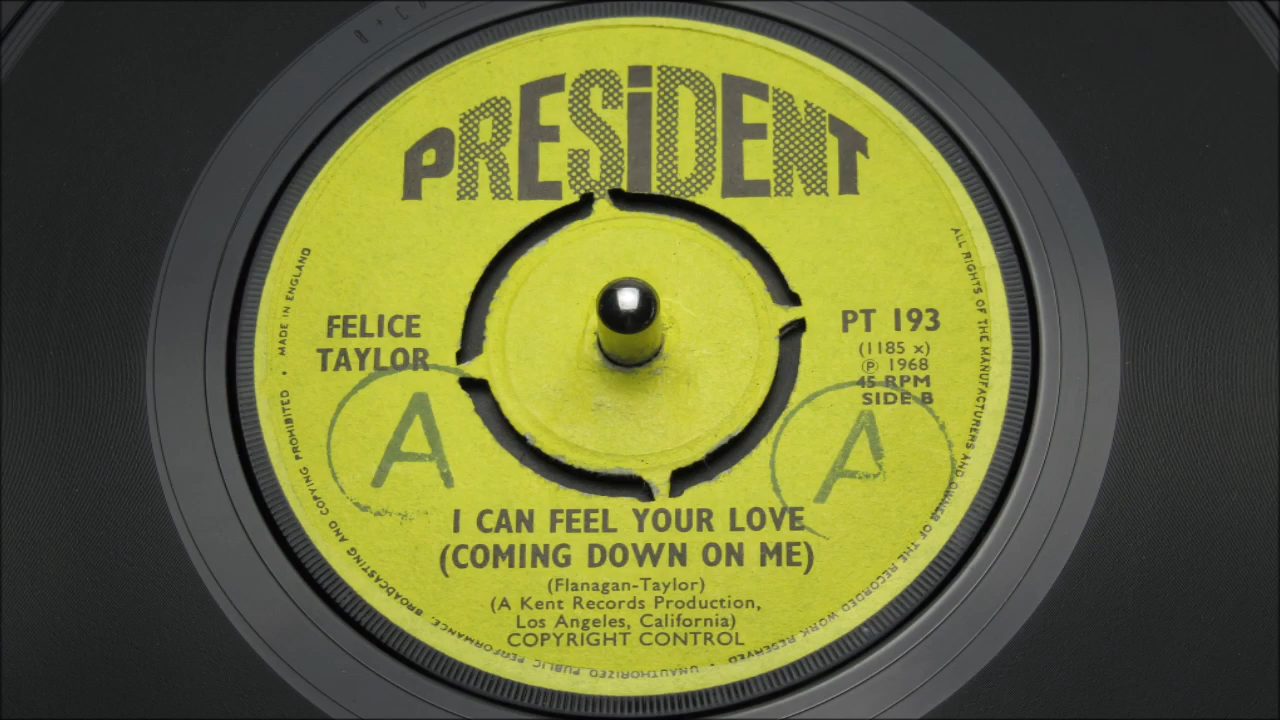 PRESiDENT
FELICE
TAYLOR
PT 193
(1185 x)
℗ 1968
45 RPM
SIDE B
A
A
I CAN FEEL YOUR LOVE
(COMING DOWN ON ME)
(Flanagan-Taylor)
(A Kent Records Production,
Los Angeles, California)
COPYRIGHT CONTROL
ALL RIGHTS OF THE MANUFACTURERS AND OWNER OF THE RECORDED WORK RESERVED • UNAUTHORIZED PUBLIC PERFORMANCE, BROADCASTING AND COPYING PROHIBITED • MADE IN ENGLAND